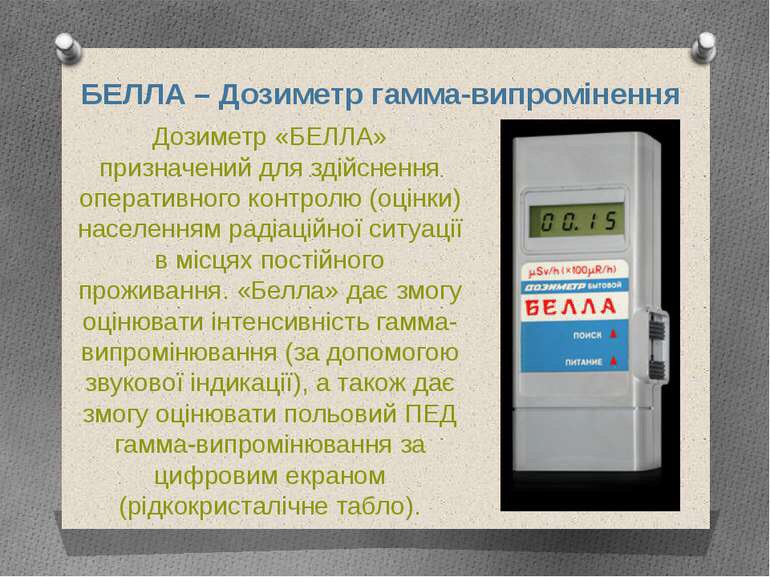 БЕЛЛА – Дозиметр гамма-випромінення
Дозиметр «БЕЛЛА»
призначений для здійснення
оперативного контролю (оцінки)
населенням радіаційної ситуації
в місцях постійного
проживання. «Белла» дає змогу
оцінювати інтенсивність гамма-
випромінювання (за допомогою
звукової індикації), а також дає
змогу оцінювати польовий ПЕД
гамма-випромінювання за
цифровим екраном
(рідкокристалічне табло).
00.15
μSv/h (×100μR/h)
ДОЗИМЕТР БЫТОВОЙ
БЕЛЛА
ПОИСК
ПИТАНИЕ